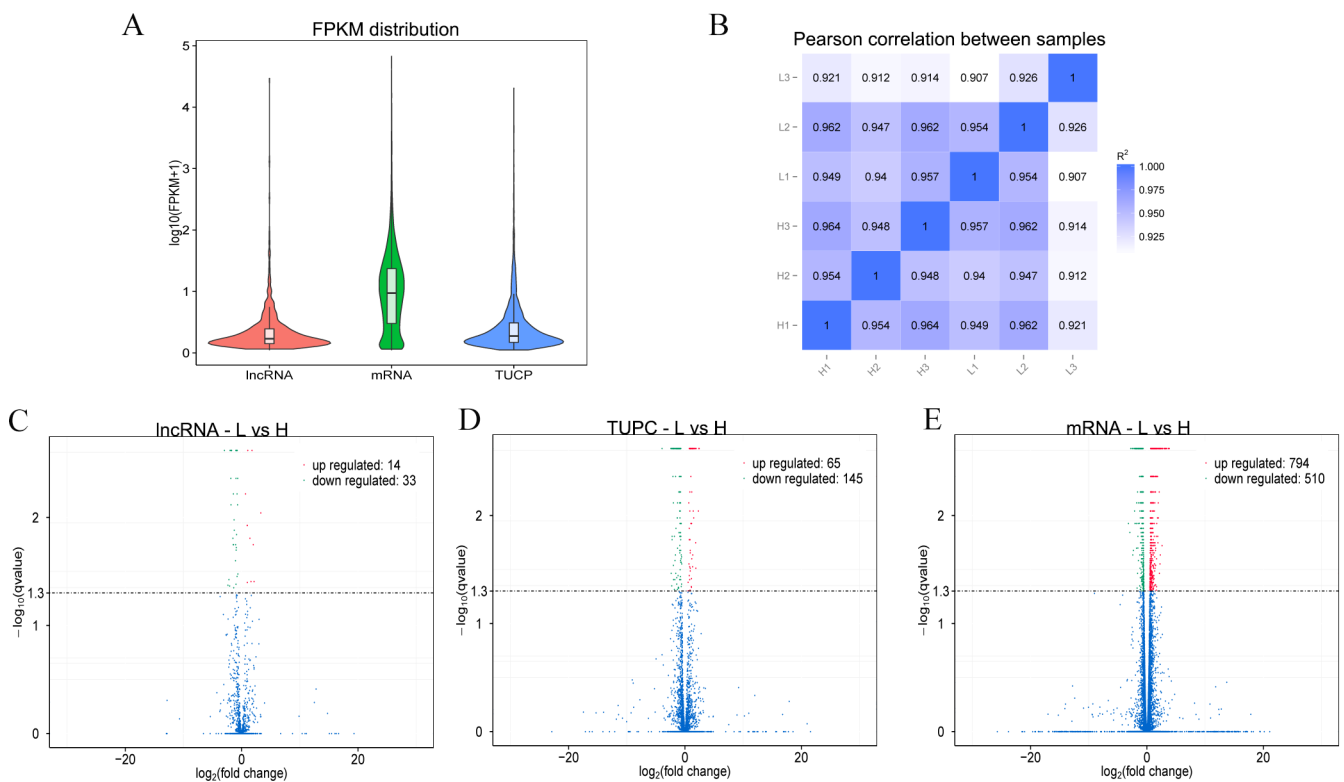 A
FPKM distribution
log10(FPKM+1)
5
4
3
2
1
0
lncRNA mRNA TUCP
B
Pearson correlation between samples
L3 0.921 0.912 0.914 0.907 0.926 1
L2 0.962 0.947 0.962 0.954 1 0.926
L1 0.949 0.94 0.957 1 0.954 0.907
H3 0.964 0.948 1 0.957 0.962 0.914
H2 0.954 1 0.948 0.94 0.947 0.912
H1 1 0.954 0.964 0.949 0.962 0.921
H1 H2 H3 L1 L2 L3
R²
1.000
0.975
0.950
0.925
C
lncRNA - L vs H
up regulated: 14
down regulated: 33
−log₁₀(qvalue)
2
1.3
1
0
−20 0 20
log₂(fold change)
D
TUPC - L vs H
up regulated: 65
down regulated: 145
−log₁₀(qvalue)
2
1.3
1
0
−20 0 20
log₂(fold change)
E
mRNA - L vs H
up regulated: 794
down regulated: 510
−log₁₀(qvalue)
2
1.3
1
0
−20 0 20
log₂(fold change)